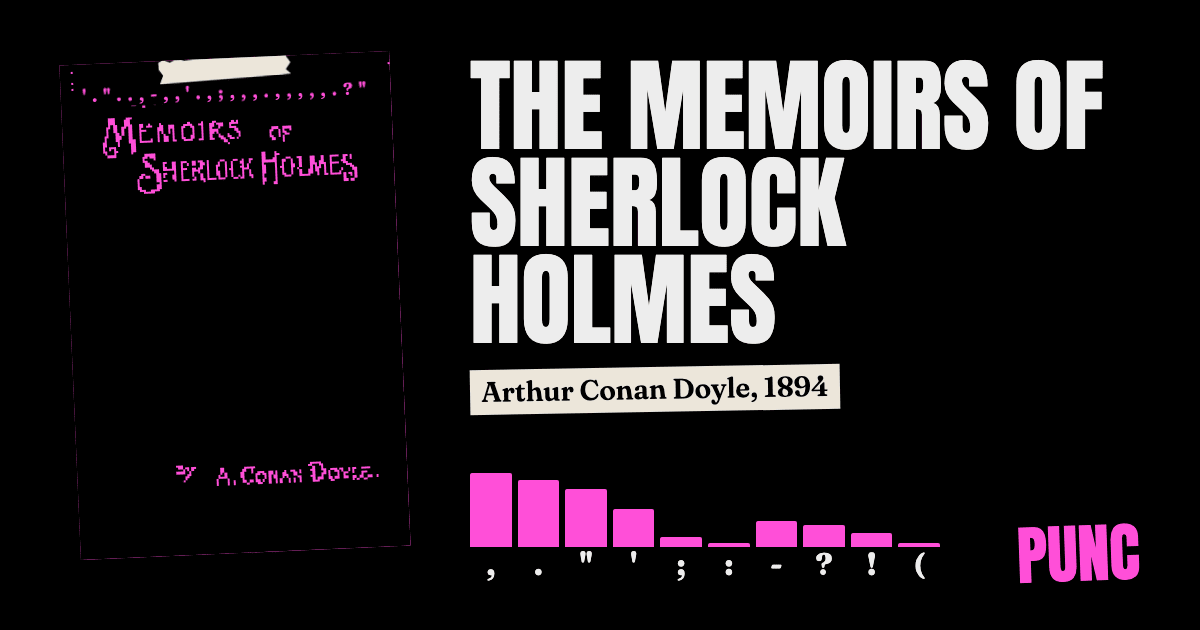 '."..,-,,'.,;,,,.,,,,,.?"
MEMOIRS OF
SHERLOCK HOLMES
BY A. CONAN DOYLE.
THE MEMOIRS OF
SHERLOCK
HOLMES
Arthur Conan Doyle, 1894
, . " ' ; : - ? ! (
PUNC